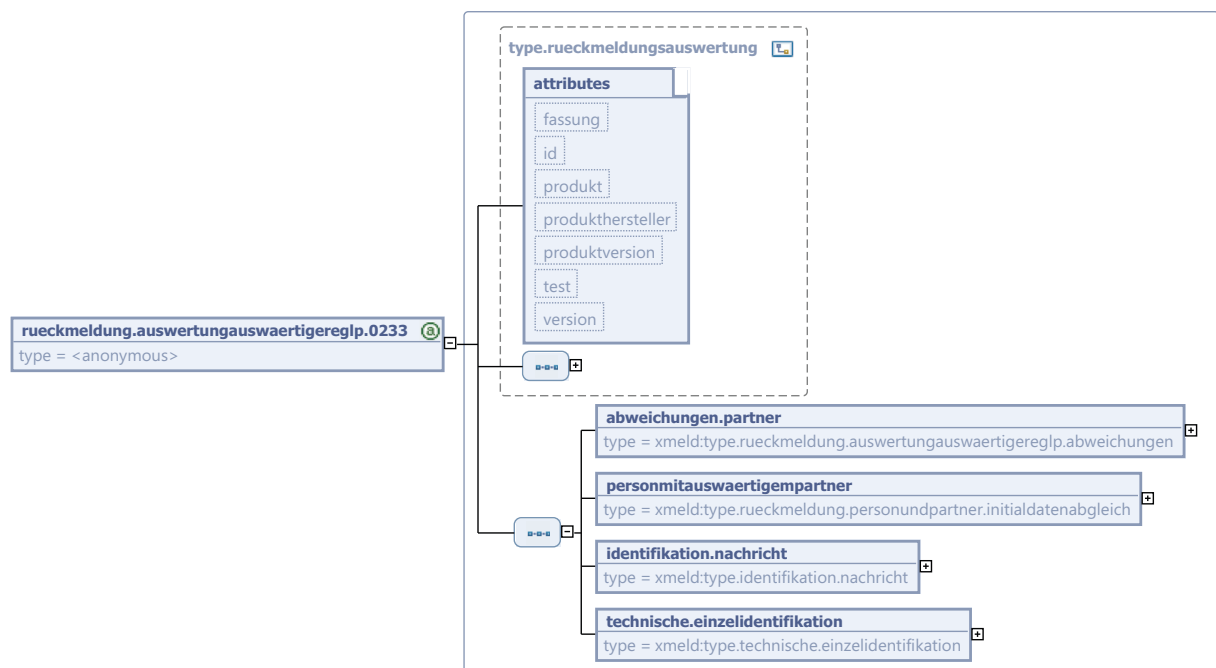 type.rueckmeldungsauswertung
attributes
fassung
id
produkt
produkthersteller
produktversion
test
version
rueckmeldung.auswertungauswaertigereglp.0233
type = <anonymous>
abweichungen.partner
type = xmeld:type.rueckmeldung.auswertungauswaertigereglp.abweichungen
personmitauswaertigempartner
type = xmeld:type.rueckmeldung.personundpartner.initialdatenabgleich
identifikation.nachricht
type = xmeld:type.identifikation.nachricht
technische.einzelidentifikation
type = xmeld:type.technische.einzelidentifikation